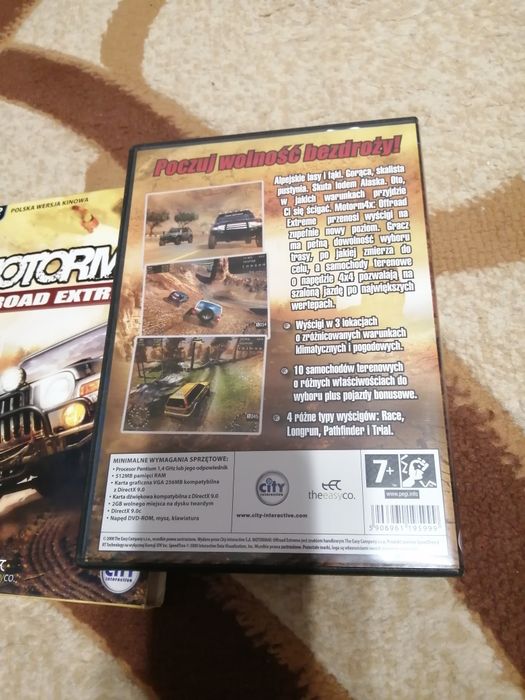 POLSKA WERSJA KINOWA
OTORM
ROAD EXTR
city
interactive
Poczuj wolność bezdroży!
Alpejskie lasy i łąki. Gorąca, skalista
pustynia. Skuta lodem Alaska. Oto,
w jakich warunkach przyjdzie
Ci się ścigać. Motorm4x: Offroad
Extreme przenosi wyścigi na
zupełnie nowy poziom. Gracz
ma pełną dowolność wyboru
trasy, po jakiej zmierza do
celu, a samochody terenowe
o napędzie 4x4 pozwalają na
szaloną jazdę po największych
wertepach.
Wyścigi w 3 lokacjach
o zróżnicowanych warunkach
klimatycznych i pogodowych.
10 samochodów terenowych
o różnych właściwościach do
wyboru plus pojazdy bonusowe.
4 różne typy wyścigów: Race,
Longrun, Pathfinder i Trial.
MINIMALNE WYMAGANIA SPRZĘTOWE:
• Procesor Pentium 1,4 GHz lub jego odpowiednik
• 512MB pamięci RAM
• Karta graficzna VGA 256MB kompatybilna
z DirectX 9.0
• Karta dźwiękowa kompatybilna z DirectX 9.0
• 2GB wolnego miejsca na dysku twardym
• DirectX 9.0c
• Napęd DVD-ROM, mysz, klawiatura
city
interactive
www.city-interactive.com
theeasyco.
7+
www.pegi.info
5906961195999